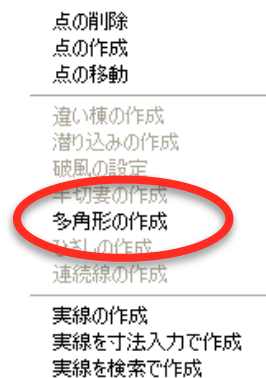 点の削除
点の作成
点の移動
違い棟の作成
潜り込みの作成
破風の設定
半切妻の作成
多角形の作成
ひさしの作成
連続線の作成
実線の作成
実線を寸法入力で作成
実線を検索で作成